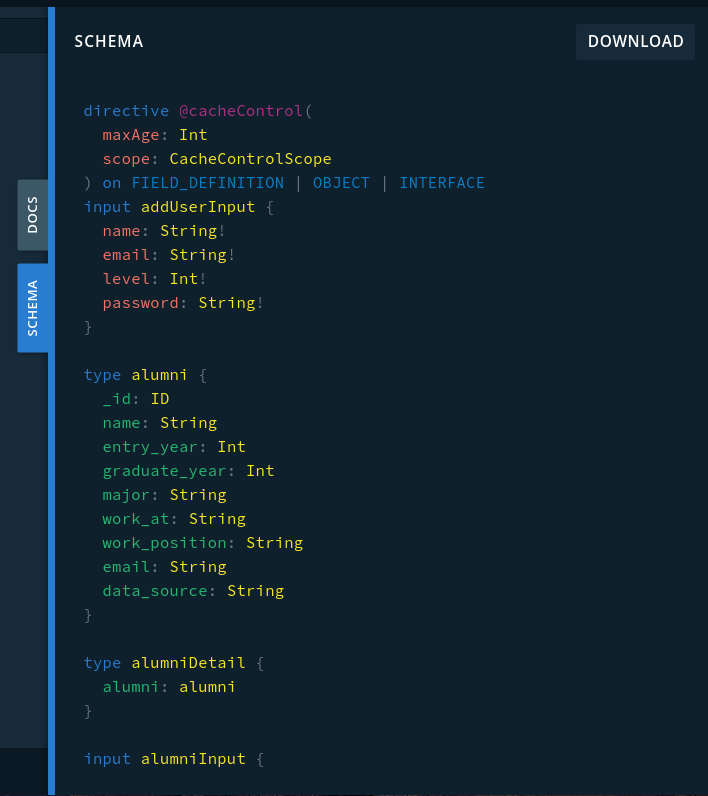 SCHEMA
DOWNLOAD
directive @cacheControl(
  maxAge: Int
  scope: CacheControlScope
) on FIELD_DEFINITION | OBJECT | INTERFACE
input addUserInput {
  name: String!
  email: String!
  level: Int!
  password: String!
}
type alumni {
  _id: ID
  name: String
  entry_year: Int
  graduate_year: Int
  major: String
  work_at: String
  work_position: String
  email: String
  data_source: String
}
type alumniDetail {
  alumni: alumni
}
input alumniInput {
DOCS
SCHEMA